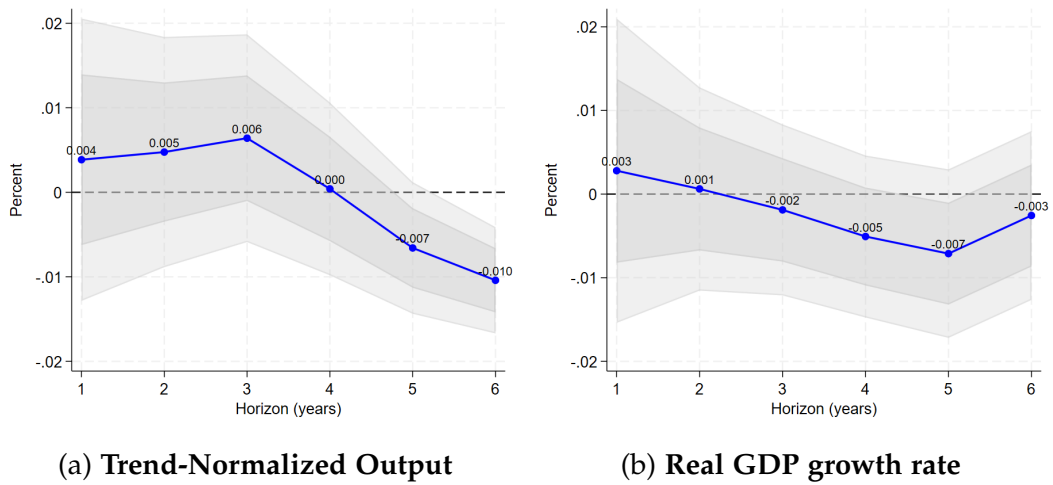 .02
.01
0
-.01
-.02
Percent
0.004
0.005
0.006
0.000
-0.007
-0.010
1 2 3 4 5 6
Horizon (years)
(a) Trend-Normalized Output
.02
.01
0
-.01
-.02
Percent
0.003
0.001
-0.002
-0.005
-0.007
-0.003
1 2 3 4 5 6
Horizon (years)
(b) Real GDP growth rate